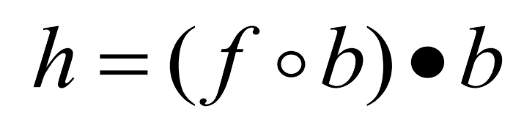 h = (f ∘ b) • b